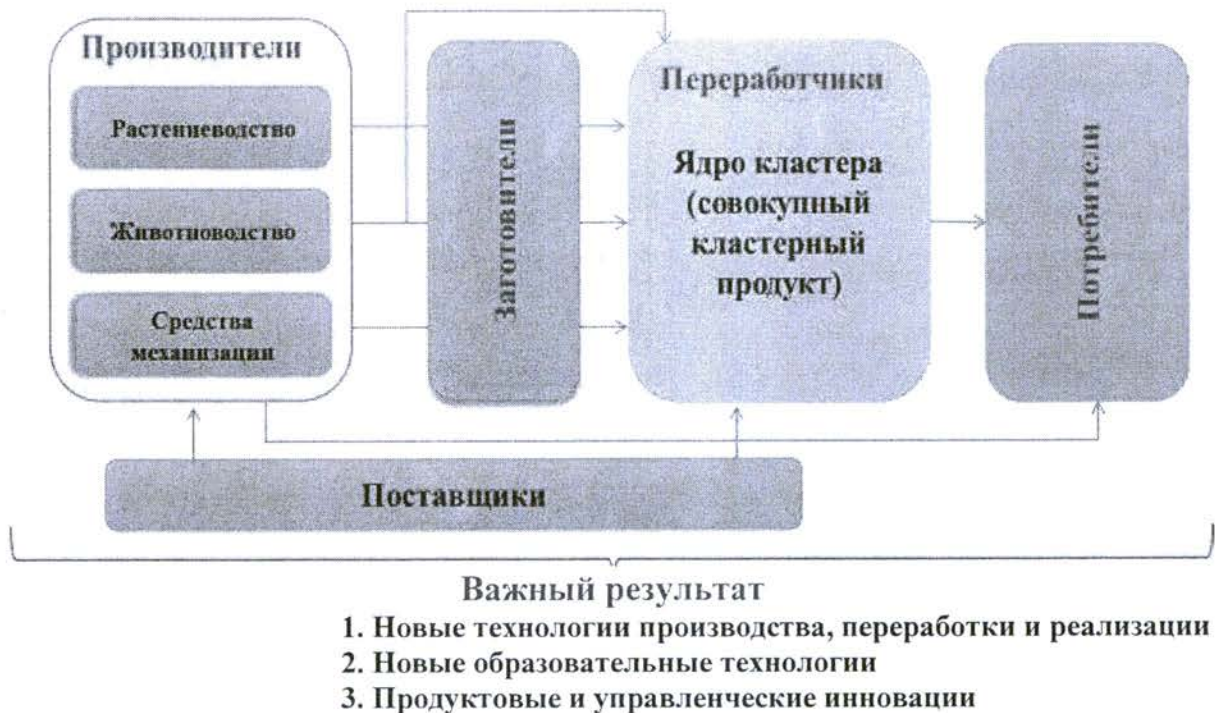 Производители
Растениеводство
Животноводство
Средства
механизации
Заготовители
Переработчики
Ядро кластера
(совокупный
кластерный
продукт)
Потребители
Поставщики
Важный результат
1. Новые технологии производства, переработки и реализации
2. Новые образовательные технологии
3. Продуктовые и управленческие инновации